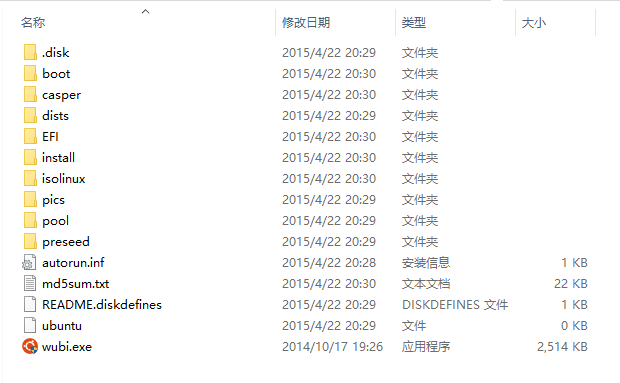 名称 修改日期 类型 大小
.disk 2015/4/22 20:29 文件夹
boot 2015/4/22 20:30 文件夹
casper 2015/4/22 20:30 文件夹
dists 2015/4/22 20:29 文件夹
EFI 2015/4/22 20:30 文件夹
install 2015/4/22 20:30 文件夹
isolinux 2015/4/22 20:30 文件夹
pics 2015/4/22 20:29 文件夹
pool 2015/4/22 20:29 文件夹
preseed 2015/4/22 20:29 文件夹
autorun.inf 2015/4/22 20:28 安装信息 1 KB
md5sum.txt 2015/4/22 20:30 文本文档 22 KB
README.diskdefines 2015/4/22 20:29 DISKDEFINES 文件 1 KB
ubuntu 2015/4/22 20:29 文件 0 KB
wubi.exe 2014/10/17 19:26 应用程序 2,514 KB